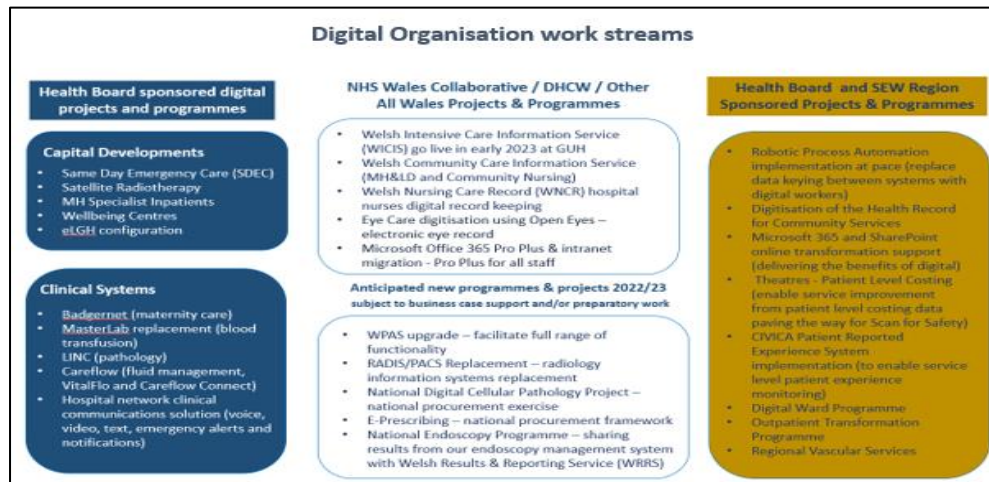 Digital Organisation work streams
Health Board sponsored digital
projects and programmes
Capital Developments
• Same Day Emergency Care (SDEC)
• Satellite Radiotherapy
• MH Specialist Inpatients
• Wellbeing Centres
• eLGH configuration
Clinical Systems
• Badgernet (maternity care)
• MasterLab replacement (blood
transfusion)
• LINC (pathology)
• Careflow (fluid management,
VitalFlo and Careflow Connect)
• Hospital network clinical
communications solution (voice,
video, text, emergency alerts and
notifications)
NHS Wales Collaborative / DHCW / Other
All Wales Projects & Programmes
• Welsh Intensive Care Information Service
(WICIS) go live in early 2023 at GUH
• Welsh Community Care Information Service
(MH&LD and Community Nursing)
• Welsh Nursing Care Record (WNCR) hospital
nurses digital record keeping
• Eye Care digitisation using Open Eyes –
electronic eye record
• Microsoft Office 365 Pro Plus & intranet
migration - Pro Plus for all staff
Anticipated new programmes & projects 2022/23
subject to business case support and/or preparatory work
• WPAS upgrade – facilitate full range of
functionality
• RADIS/PACS Replacement – radiology
information systems replacement
• National Digital Cellular Pathology Project –
national procurement exercise
• E-Prescribing – national procurement framework
• National Endoscopy Programme – sharing
results from our endoscopy management system
with Welsh Results & Reporting Service (WRRS)
Health Board and SEW Region
Sponsored Projects & Programmes
• Robotic Process Automation
implementation at pace (replace
data keying between systems with
digital workers)
• Digitisation of the Health Record
for Community Services
• Microsoft 365 and SharePoint
online transformation support
(delivering the benefits of digital)
• Theatres - Patient Level Costing
(enable service improvement
from patient level costing data
paving the way for Scan for Safety)
• CIVICA Patient Reported
Experience System
implementation (to enable service
level patient experience
monitoring)
• Digital Ward Programme
• Outpatient Transformation
Programme
• Regional Vascular Services